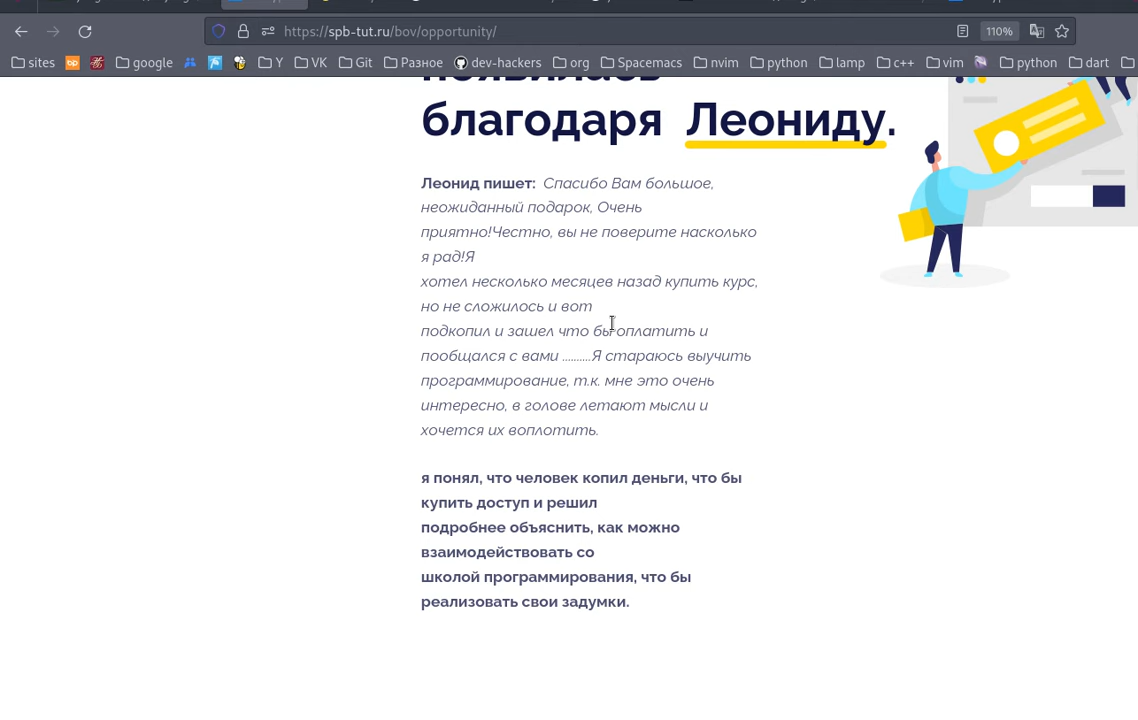 https://spb-tut.ru/bov/opportunity/
110%
sites
bp
google
Y
VK
Git
Разное
dev-hackers
org
Spacemacs
nvim
python
lamp
c++
vim
python
dart
появилась
благодаря Леониду.
Леонид пишет: Спасибо Вам большое,
неожиданный подарок, Очень
приятно!Честно, вы не поверите насколько
я рад!Я
хотел несколько месяцев назад купить курс,
но не сложилось и вот
подкопил и зашел что бы оплатить и
пообщался с вами ..........Я стараюсь выучить
программирование, т.к. мне это очень
интересно, в голове летают мысли и
хочется их воплотить.
я понял, что человек копил деньги, что бы
купить доступ и решил
подробнее объяснить, как можно
взаимодействовать со
школой программирования, что бы
реализовать свои задумки.